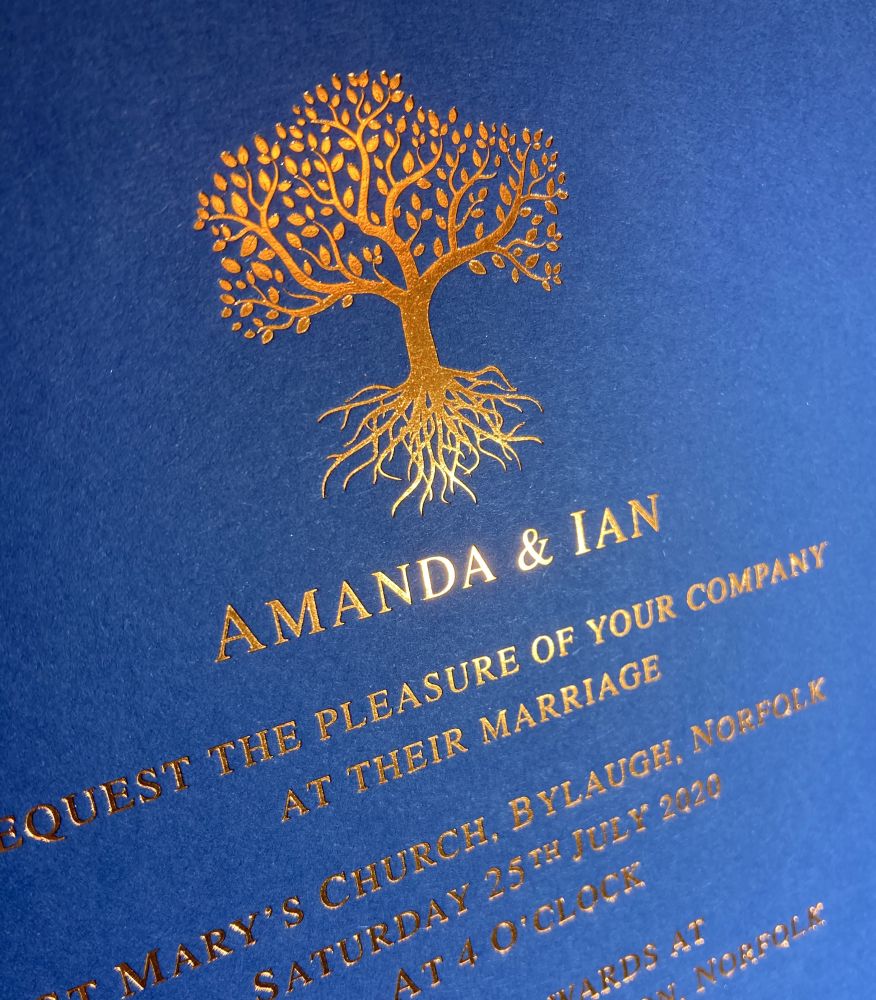 AMANDA & IAN
EQUEST THE PLEASURE OF YOUR COMPANY
AT THEIR MARRIAGE
ST MARY'S CHURCH, BYLAUGH, NORFOLK
SATURDAY 25TH JULY 2020
AT 4 O'CLOCK
WARDS AT
NORFOLK